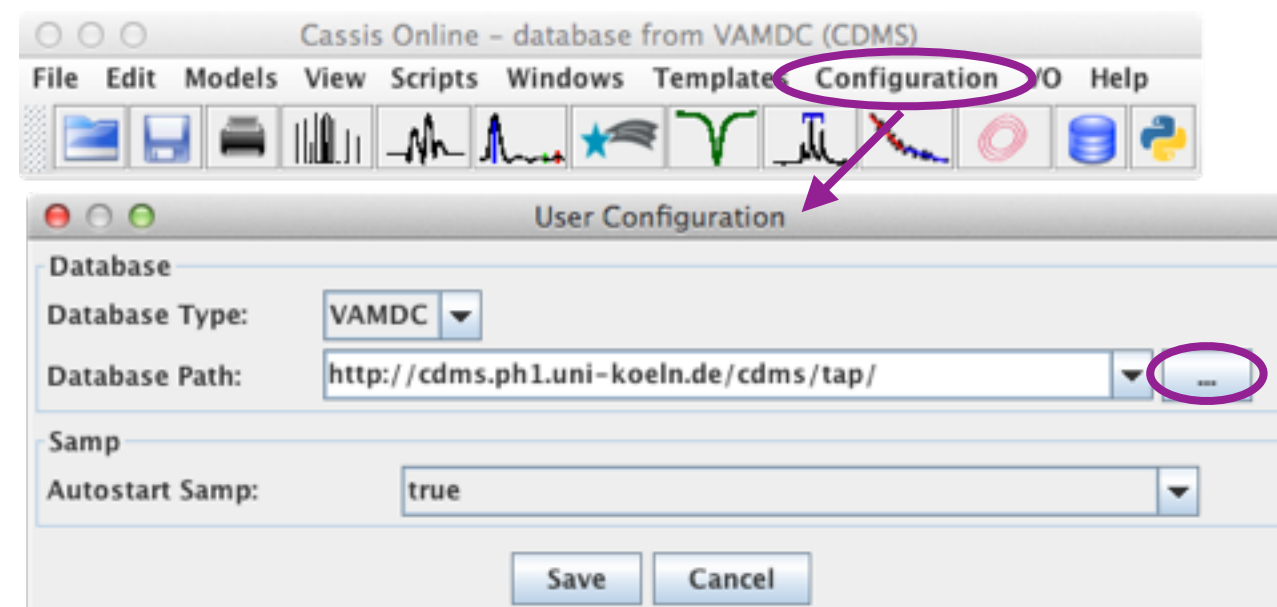 Cassis Online - database from VAMDC (CDMS)
File Edit Models View Scripts Windows Templates Configuration /O Help
User Configuration
Database
Database Type: VAMDC
Database Path: http://cdms.ph1.uni-koeln.de/cdms/tap/ ...
Samp
Autostart Samp: true
Save Cancel